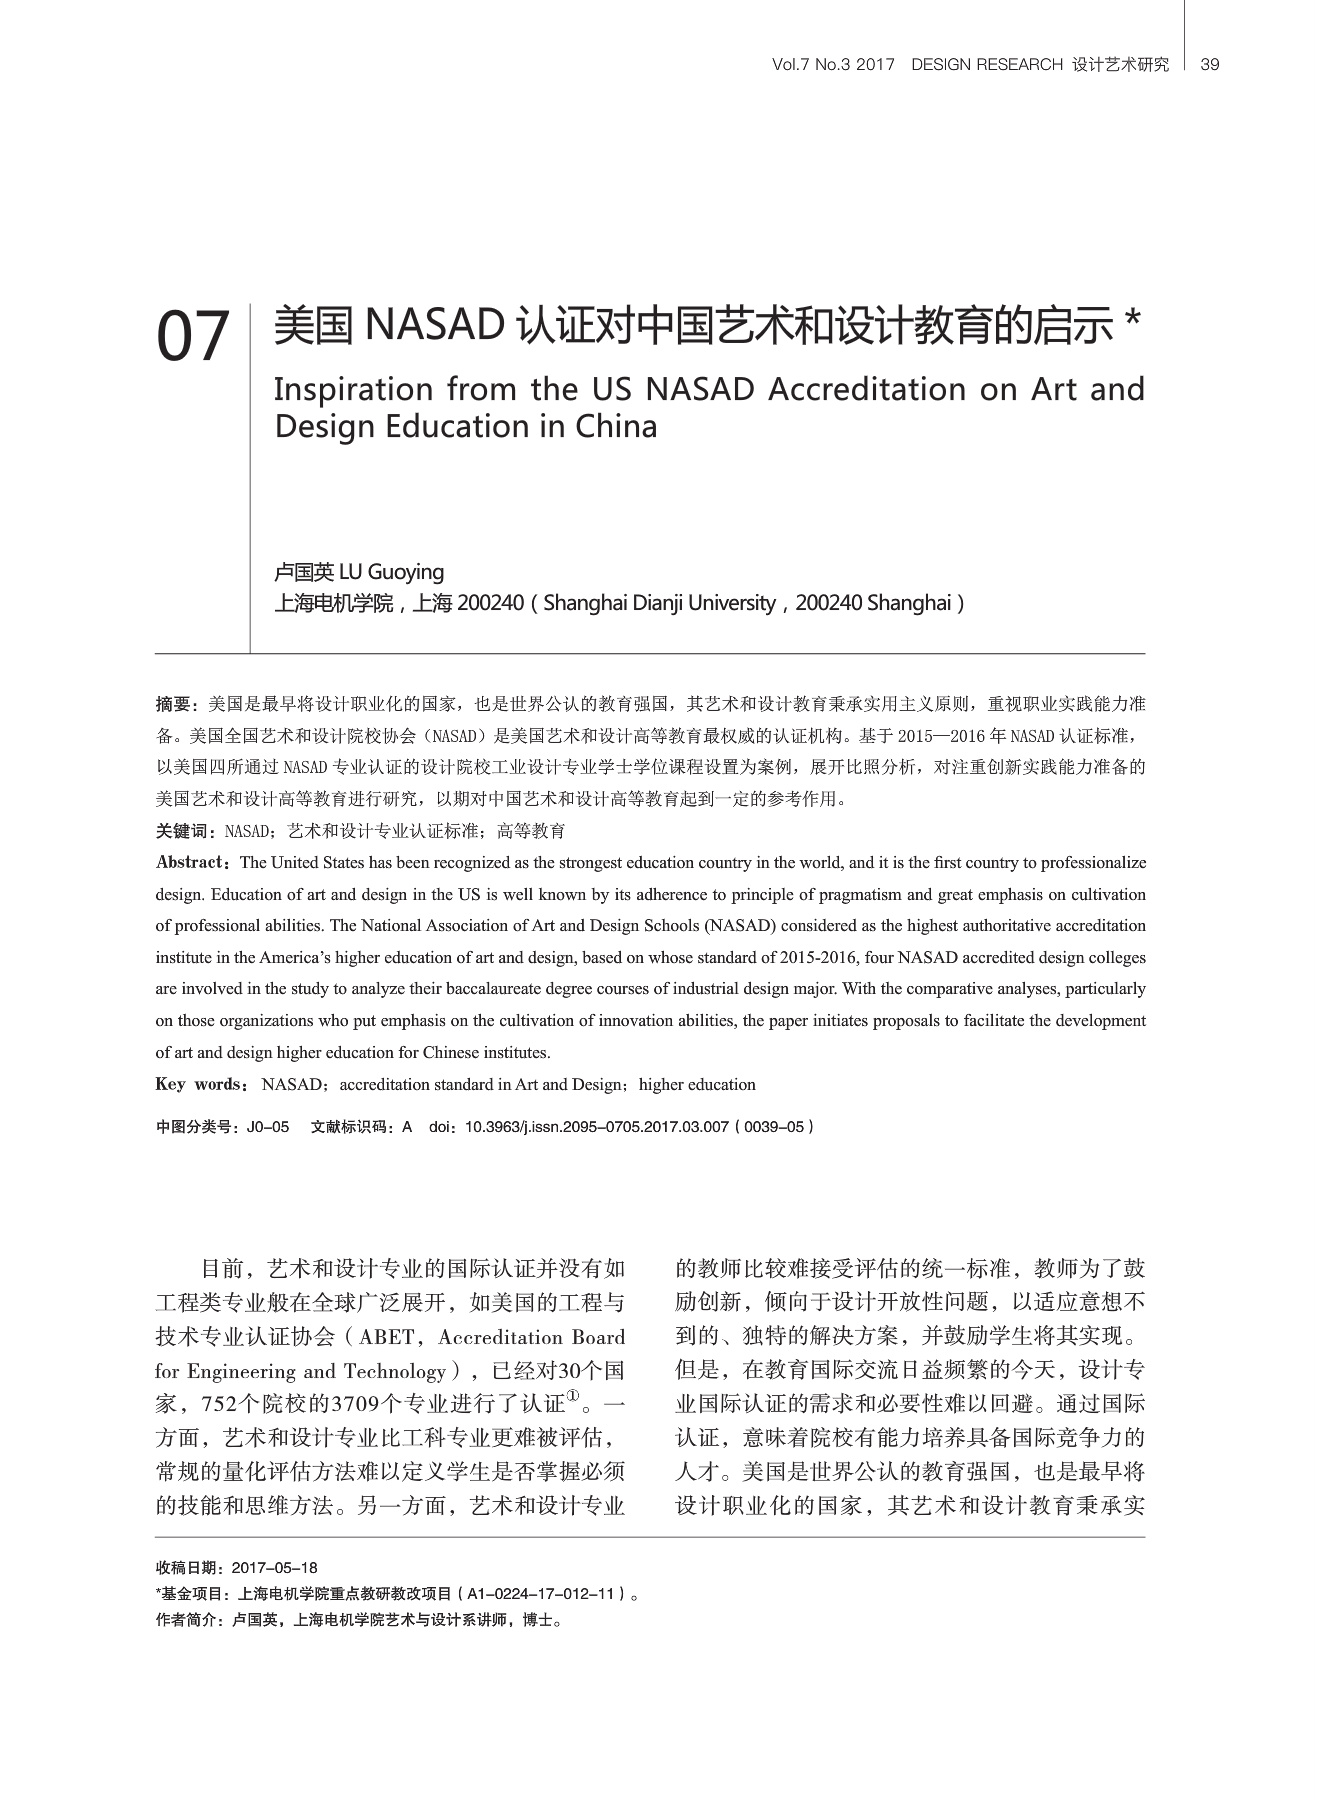 Vol.7 No.3 2017 DESIGN RESEARCH 设计艺术研究 39
07
美国 NASAD 认证对中国艺术和设计教育的启示 *
Inspiration from the US NASAD Accreditation on Art and
Design Education in China
卢国英 LU Guoying
上海电机学院，上海 200240（Shanghai Dianji University，200240 Shanghai）
摘要：美国是最早将设计职业化的国家，也是世界公认的教育强国，其艺术和设计教育秉承实用主义原则，重视职业实践能力准
备。美国全国艺术和设计院校协会（NASAD）是美国艺术和设计高等教育最权威的认证机构。基于 2015—2016 年 NASAD 认证标准，
以美国四所通过 NASAD 专业认证的设计院校工业设计专业学士学位课程设置为案例，展开比照分析，对注重创新实践能力准备的
美国艺术和设计高等教育进行研究，以期对中国艺术和设计高等教育起到一定的参考作用。
关键词：NASAD；艺术和设计专业认证标准；高等教育
Abstract：The United States has been recognized as the strongest education country in the world, and it is the first country to professionalize
design. Education of art and design in the US is well known by its adherence to principle of pragmatism and great emphasis on cultivation
of professional abilities. The National Association of Art and Design Schools (NASAD) considered as the highest authoritative accreditation
institute in the America's higher education of art and design, based on whose standard of 2015-2016, four NASAD accredited design colleges
are involved in the study to analyze their baccalaureate degree courses of industrial design major. With the comparative analyses, particularly
on those organizations who put emphasis on the cultivation of innovation abilities, the paper initiates proposals to facilitate the development
of art and design higher education for Chinese institutes.
Key words： NASAD；accreditation standard in Art and Design；higher education
中图分类号：J0-05 文献标识码：A doi：10.3963/j.issn.2095-0705.2017.03.007（0039-05）
目前，艺术和设计专业的国际认证并没有如
工程类专业般在全球广泛展开，如美国的工程与
技术专业认证协会（ABET，Accreditation Board
for Engineering and Technology），已经对30个国
家，752个院校的3709个专业进行了认证①。一
方面，艺术和设计专业比工科专业更难被评估，
常规的量化评估方法难以定义学生是否掌握必须
的技能和思维方法。另一方面，艺术和设计专业
的教师比较难接受评估的统一标准，教师为了鼓
励创新，倾向于设计开放性问题，以适应意想不
到的、独特的解决方案，并鼓励学生将其实现。
但是，在教育国际交流日益频繁的今天，设计专
业国际认证的需求和必要性难以回避。通过国际
认证，意味着院校有能力培养具备国际竞争力的
人才。美国是世界公认的教育强国，也是最早将
设计职业化的国家，其艺术和设计教育秉承实
收稿日期：2017-05-18
*基金项目：上海电机学院重点教研教改项目（A1-0224-17-012-11）。
作者简介：卢国英，上海电机学院艺术与设计系讲师，博士。